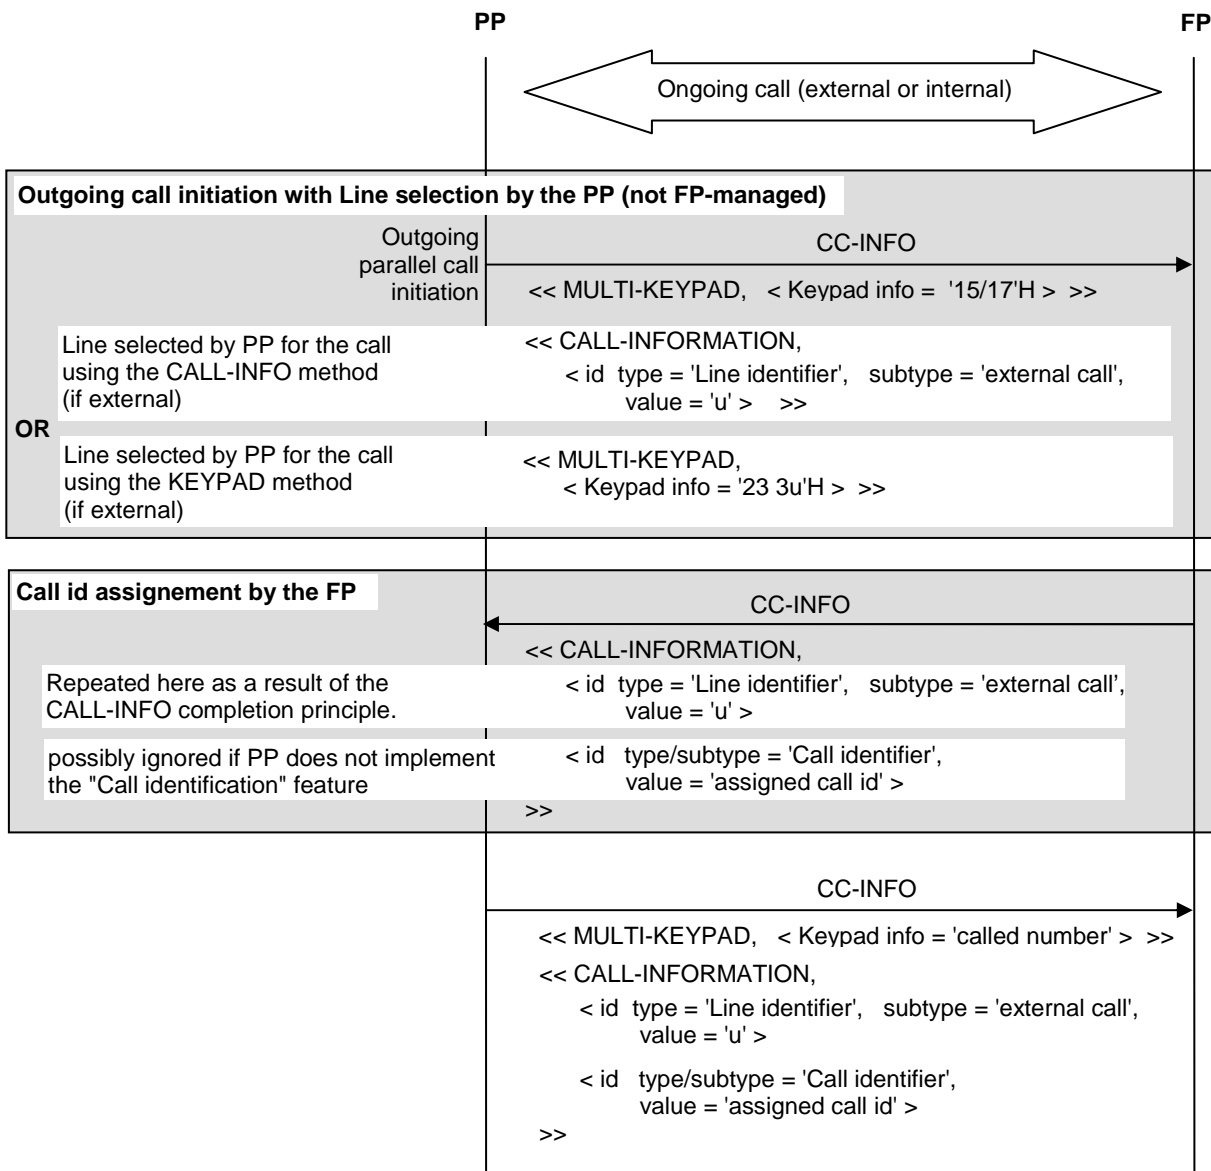 PP
FP
Ongoing call (external or internal)
Outgoing call initiation with Line selection by the PP (not FP-managed)
Outgoing
parallel call
initiation
CC-INFO
<< MULTI-KEYPAD, < Keypad info = '15/17'H > >>
Line selected by PP for the call
using the CALL-INFO method
(if external)
<< CALL-INFORMATION,
< id type = 'Line identifier', subtype = 'external call',
value = 'u' > >>
OR
Line selected by PP for the call
using the KEYPAD method
(if external)
<< MULTI-KEYPAD,
< Keypad info = '23 3u'H > >>
Call id assignement by the FP
CC-INFO
<< CALL-INFORMATION,
Repeated here as a result of the
CALL-INFO completion principle.
< id type = 'Line identifier', subtype = 'external call',
value = 'u' >
possibly ignored if PP does not implement
the "Call identification" feature
< id type/subtype = 'Call identifier',
value = 'assigned call id' >
>>
CC-INFO
<< MULTI-KEYPAD, < Keypad info = 'called number' > >>
<< CALL-INFORMATION,
< id type = 'Line identifier', subtype = 'external call',
value = 'u' >
< id type/subtype = 'Call identifier',
value = 'assigned call id' >
>>